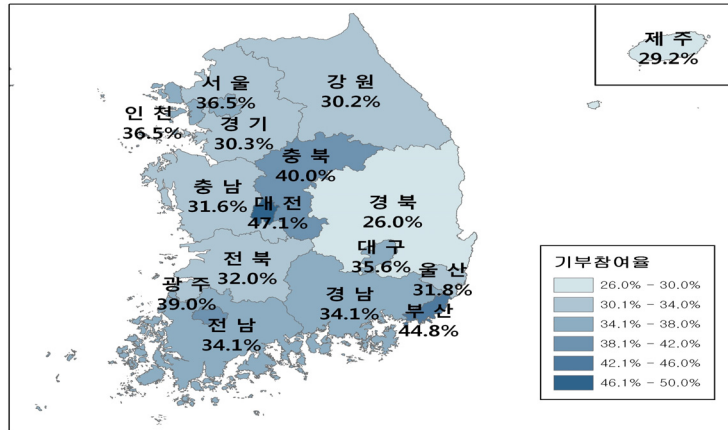 제 주
29.2%
서 울
36.5%
강 원
30.2%
인 천
36.5%
경 기
30.3%
충 북
40.0%
충 남
31.6%
대 전
47.1%
경 북
26.0%
대 구
35.6%
전 북
32.0%
울 산
31.8%
광 주
39.0%
경 남
34.1%
부 산
44.8%
전 남
34.1%
기부참여율
26.0% - 30.0%
30.1% - 34.0%
34.1% - 38.0%
38.1% - 42.0%
42.1% - 46.0%
46.1% - 50.0%